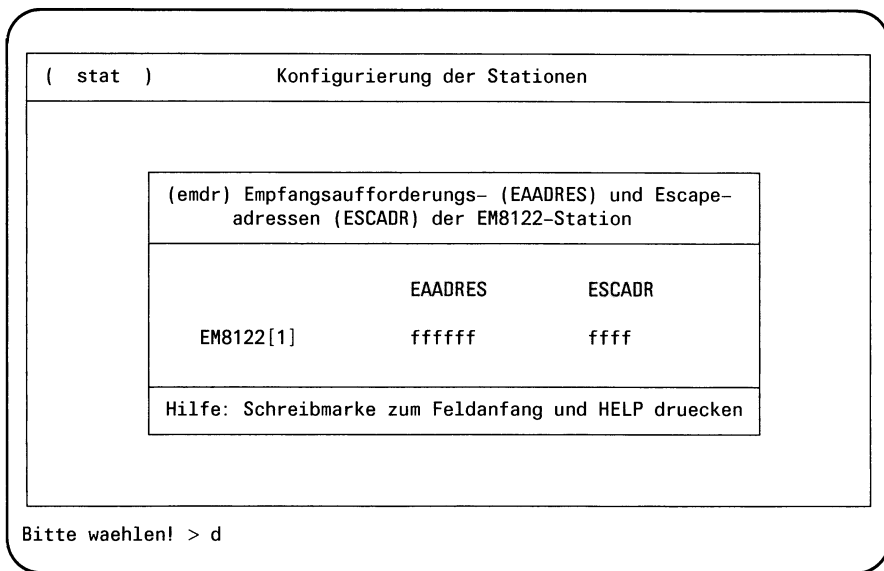 ( stat ) Konfigurierung der Stationen
(emdr) Empfangsaufforderungs- (EAADRES) und Escape-
adressen (ESCADR) der EM8122-Station
EAADRES ESCADR
EM8122[1] ffffff ffff
Hilfe: Schreibmarke zum Feldanfang und HELP druecken
Bitte waehlen! > d